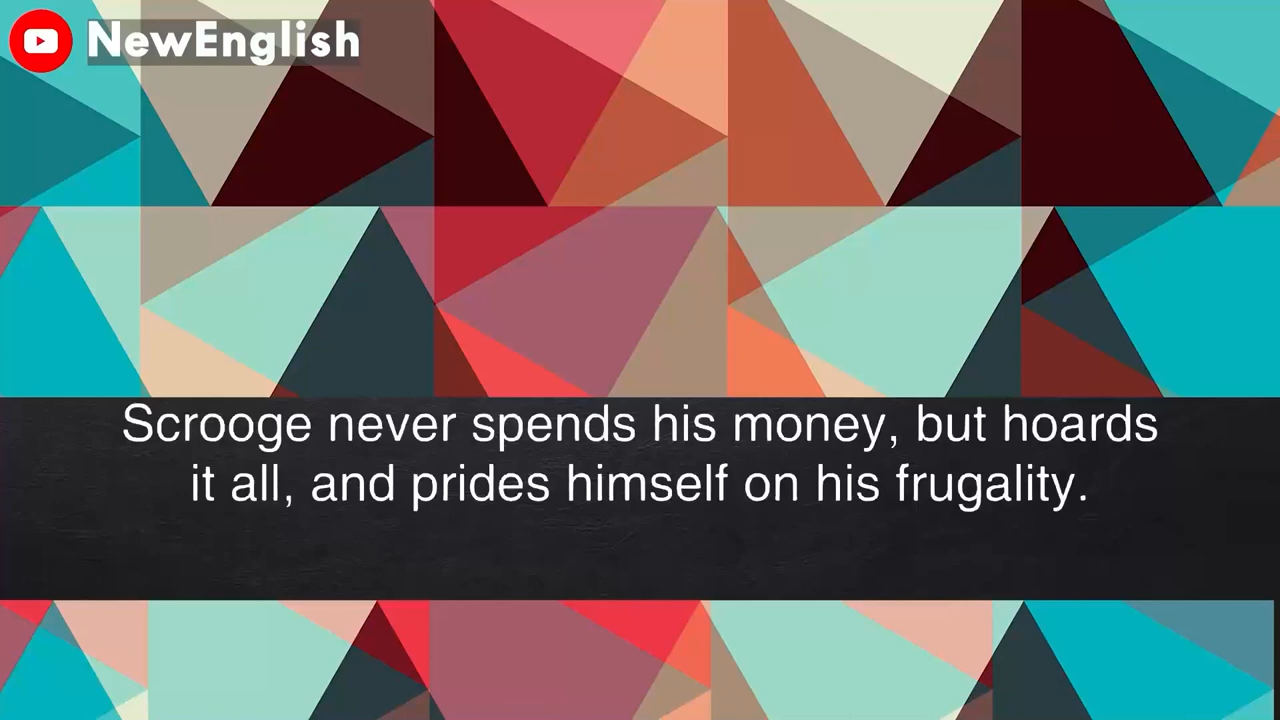 NewEnglish
Scrooge never spends his money, but hoards
it all, and prides himself on his frugality.